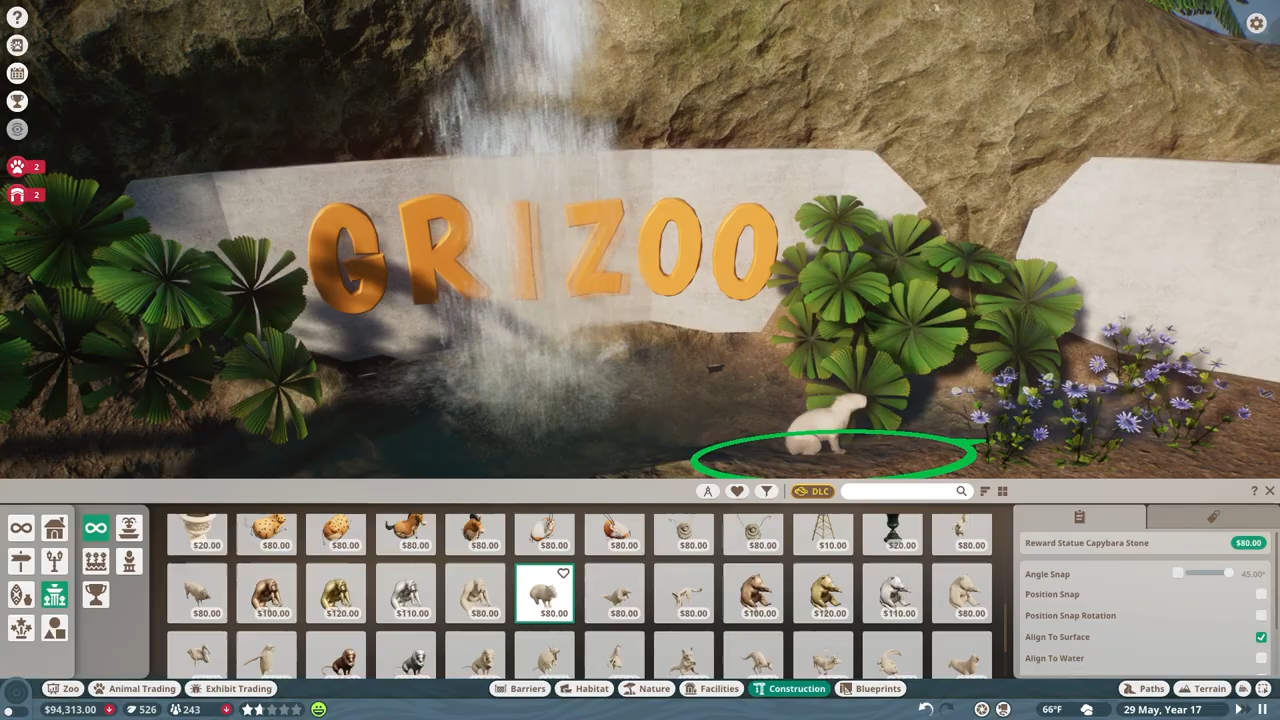 ?
2
2
GRIZOO
DLC
?
$20.00 $80.00 $80.00 $80.00 $80.00 $80.00 $80.00 $80.00 $80.00 $10.00 $20.00 $80.00
$80.00 $100.00 $120.00 $110.00 $80.00 $80.00 $80.00 $80.00 $100.00 $120.00 $110.00 $80.00
Reward Statue Capybara Stone $80.00
Angle Snap 45.00°
Position Snap
Position Snap Rotation
Align To Surface
Align To Water
Zoo Animal Trading Exhibit Trading Barriers Habitat Nature Facilities Construction Blueprints Paths Terrain
$94,313.00 526 243 66°F 29 May, Year 17